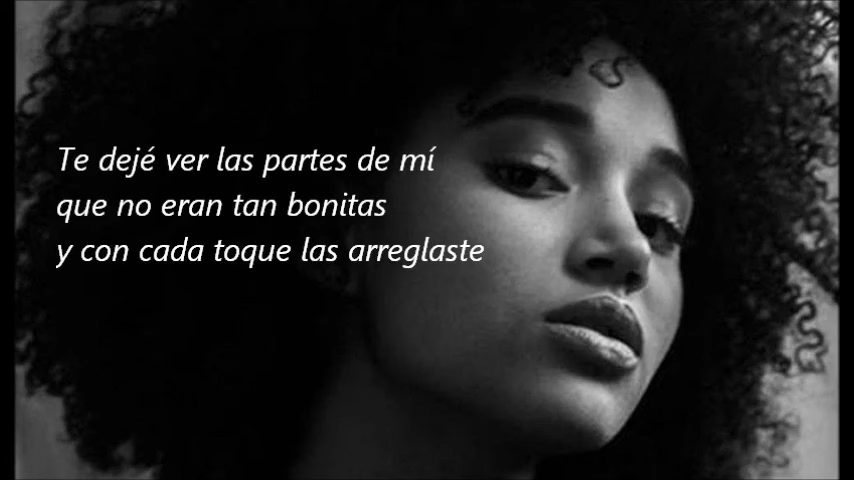 Te dejé ver las partes de mí
que no eran tan bonitas
y con cada toque las arreglaste